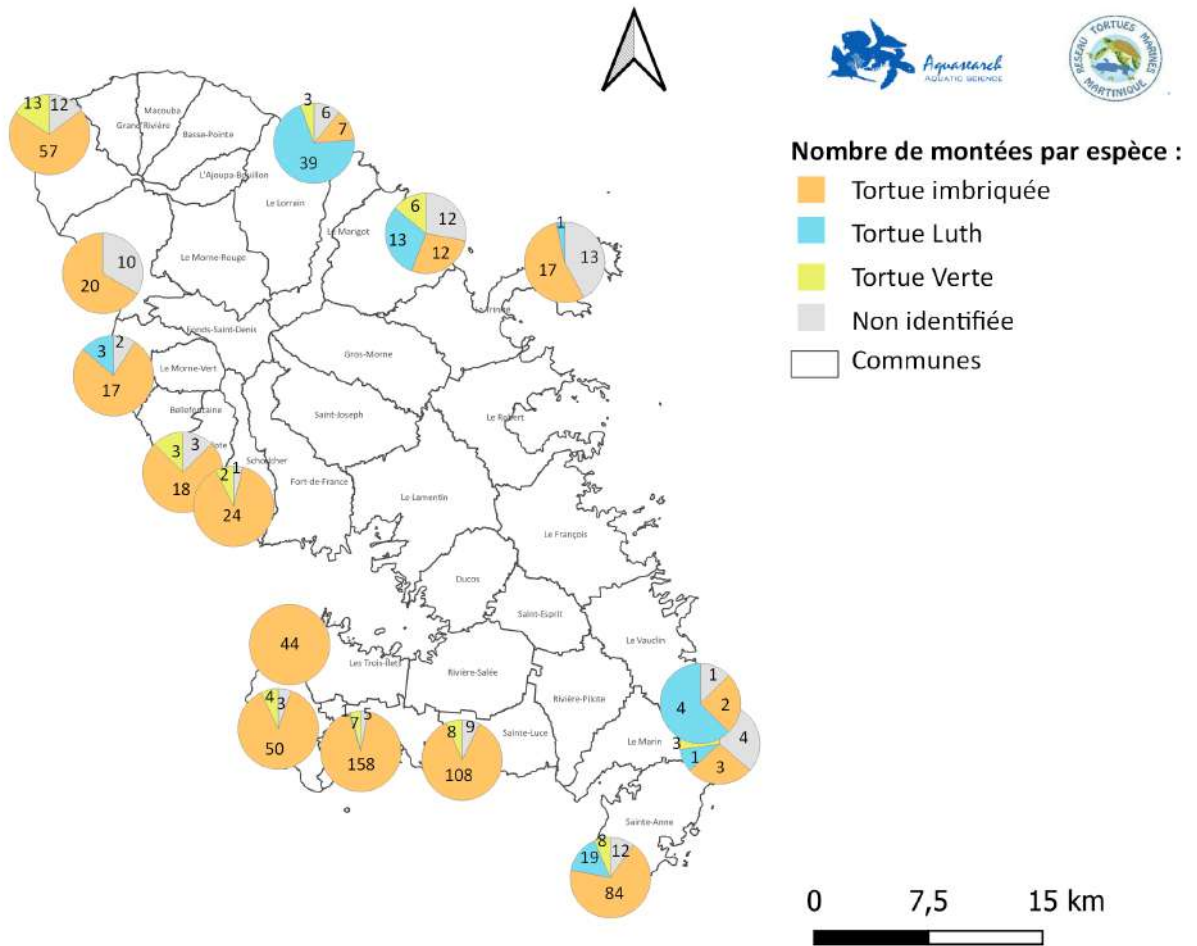 Aquasearch
AQUATIC SCIENCE
RESEAU TORTUES MARINES
MARTINIQUE
Nombre de montées par espèce :
Tortue imbriquée
Tortue Luth
Tortue Verte
Non identifiée
Communes
13
12
57
Macouba
Grand'Rivière
Basse-Pointe
L'Ajoupa-Bouillon
3
6
7
39
Le Lorrain
6
12
13
12
Le Marigot
1
13
17
Le Morne-Rouge
10
20
Fonds-Saint-Denis
Gros-Morne
3
2
17
Le Morne-Vert
Bellefontaine
Saint-Joseph
Le Robert
3
3
18
Schoelcher
2
1
24
Fort-de-France
Le Lamentin
Le François
Ducos
Saint-Esprit
Le Vauclin
44
Les Trois-Îlets
Rivière-Salée
Rivière-Pilote
4
3
50
1
7
5
158
8
9
108
Sainte-Luce
Le Marin
1
4
2
3
1
4
3
Sainte-Anne
19
8
12
84
0
7,5
15 km